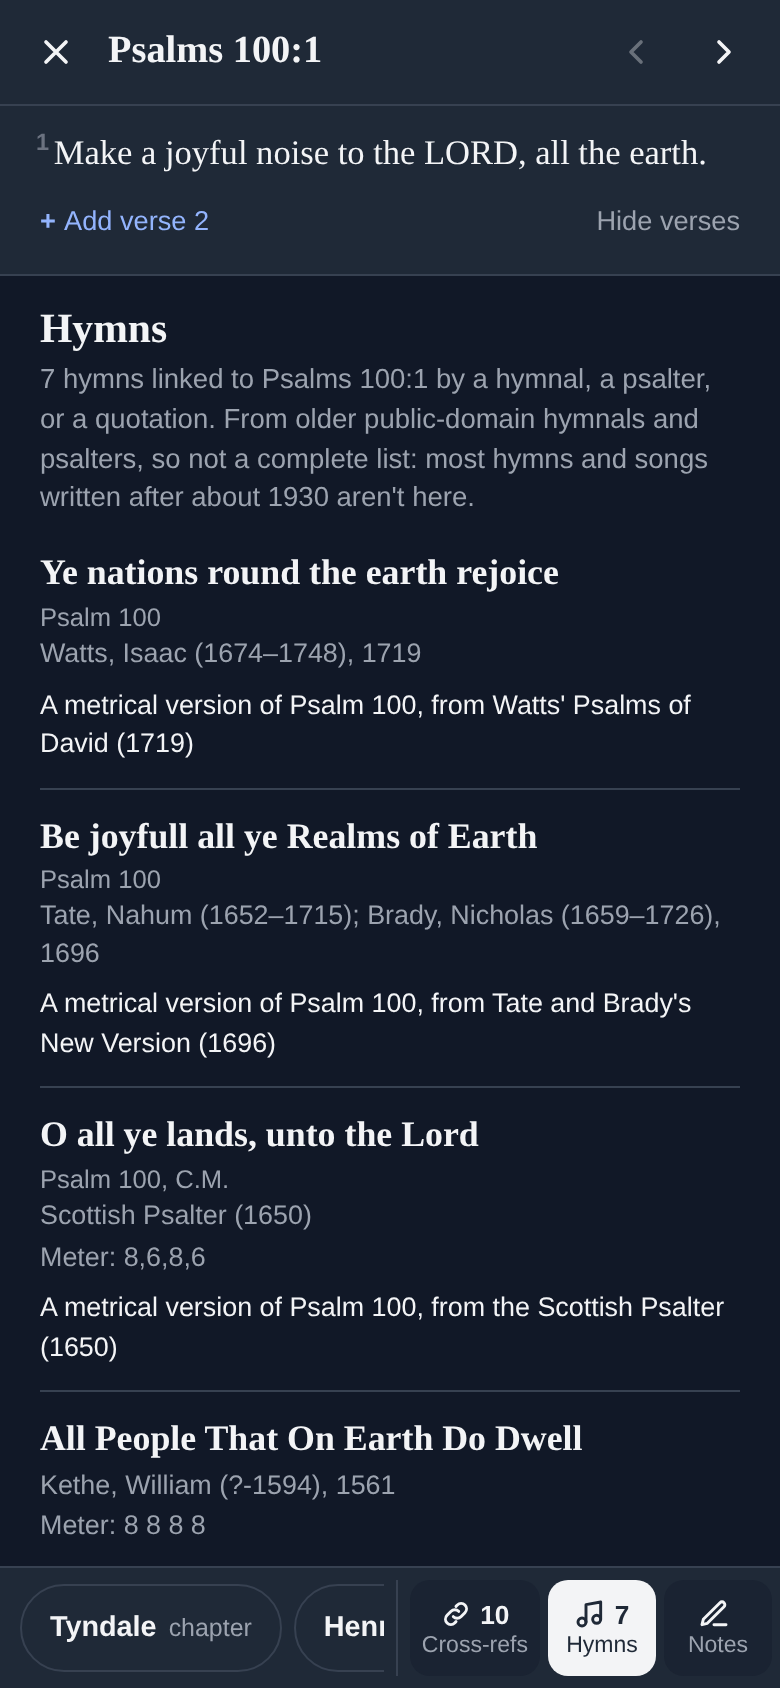 Psalms 100:1
1 Make a joyful noise to the LORD, all the earth.
+ Add verse 2
Hide verses
Hymns
7 hymns linked to Psalms 100:1 by a hymnal, a psalter,
or a quotation. From older public-domain hymnals and
psalters, so not a complete list: most hymns and songs
written after about 1930 aren't here.
Ye nations round the earth rejoice
Psalm 100
Watts, Isaac (1674–1748), 1719
A metrical version of Psalm 100, from Watts' Psalms of
David (1719)
Be joyfull all ye Realms of Earth
Psalm 100
Tate, Nahum (1652–1715); Brady, Nicholas (1659–1726),
1696
A metrical version of Psalm 100, from Tate and Brady's
New Version (1696)
O all ye lands, unto the Lord
Psalm 100, C.M.
Scottish Psalter (1650)
Meter: 8,6,8,6
A metrical version of Psalm 100, from the Scottish Psalter
(1650)
All People That On Earth Do Dwell
Kethe, William (?-1594), 1561
Meter: 8 8 8 8
Tyndale chapter
10
Cross-refs
7
Hymns
Notes